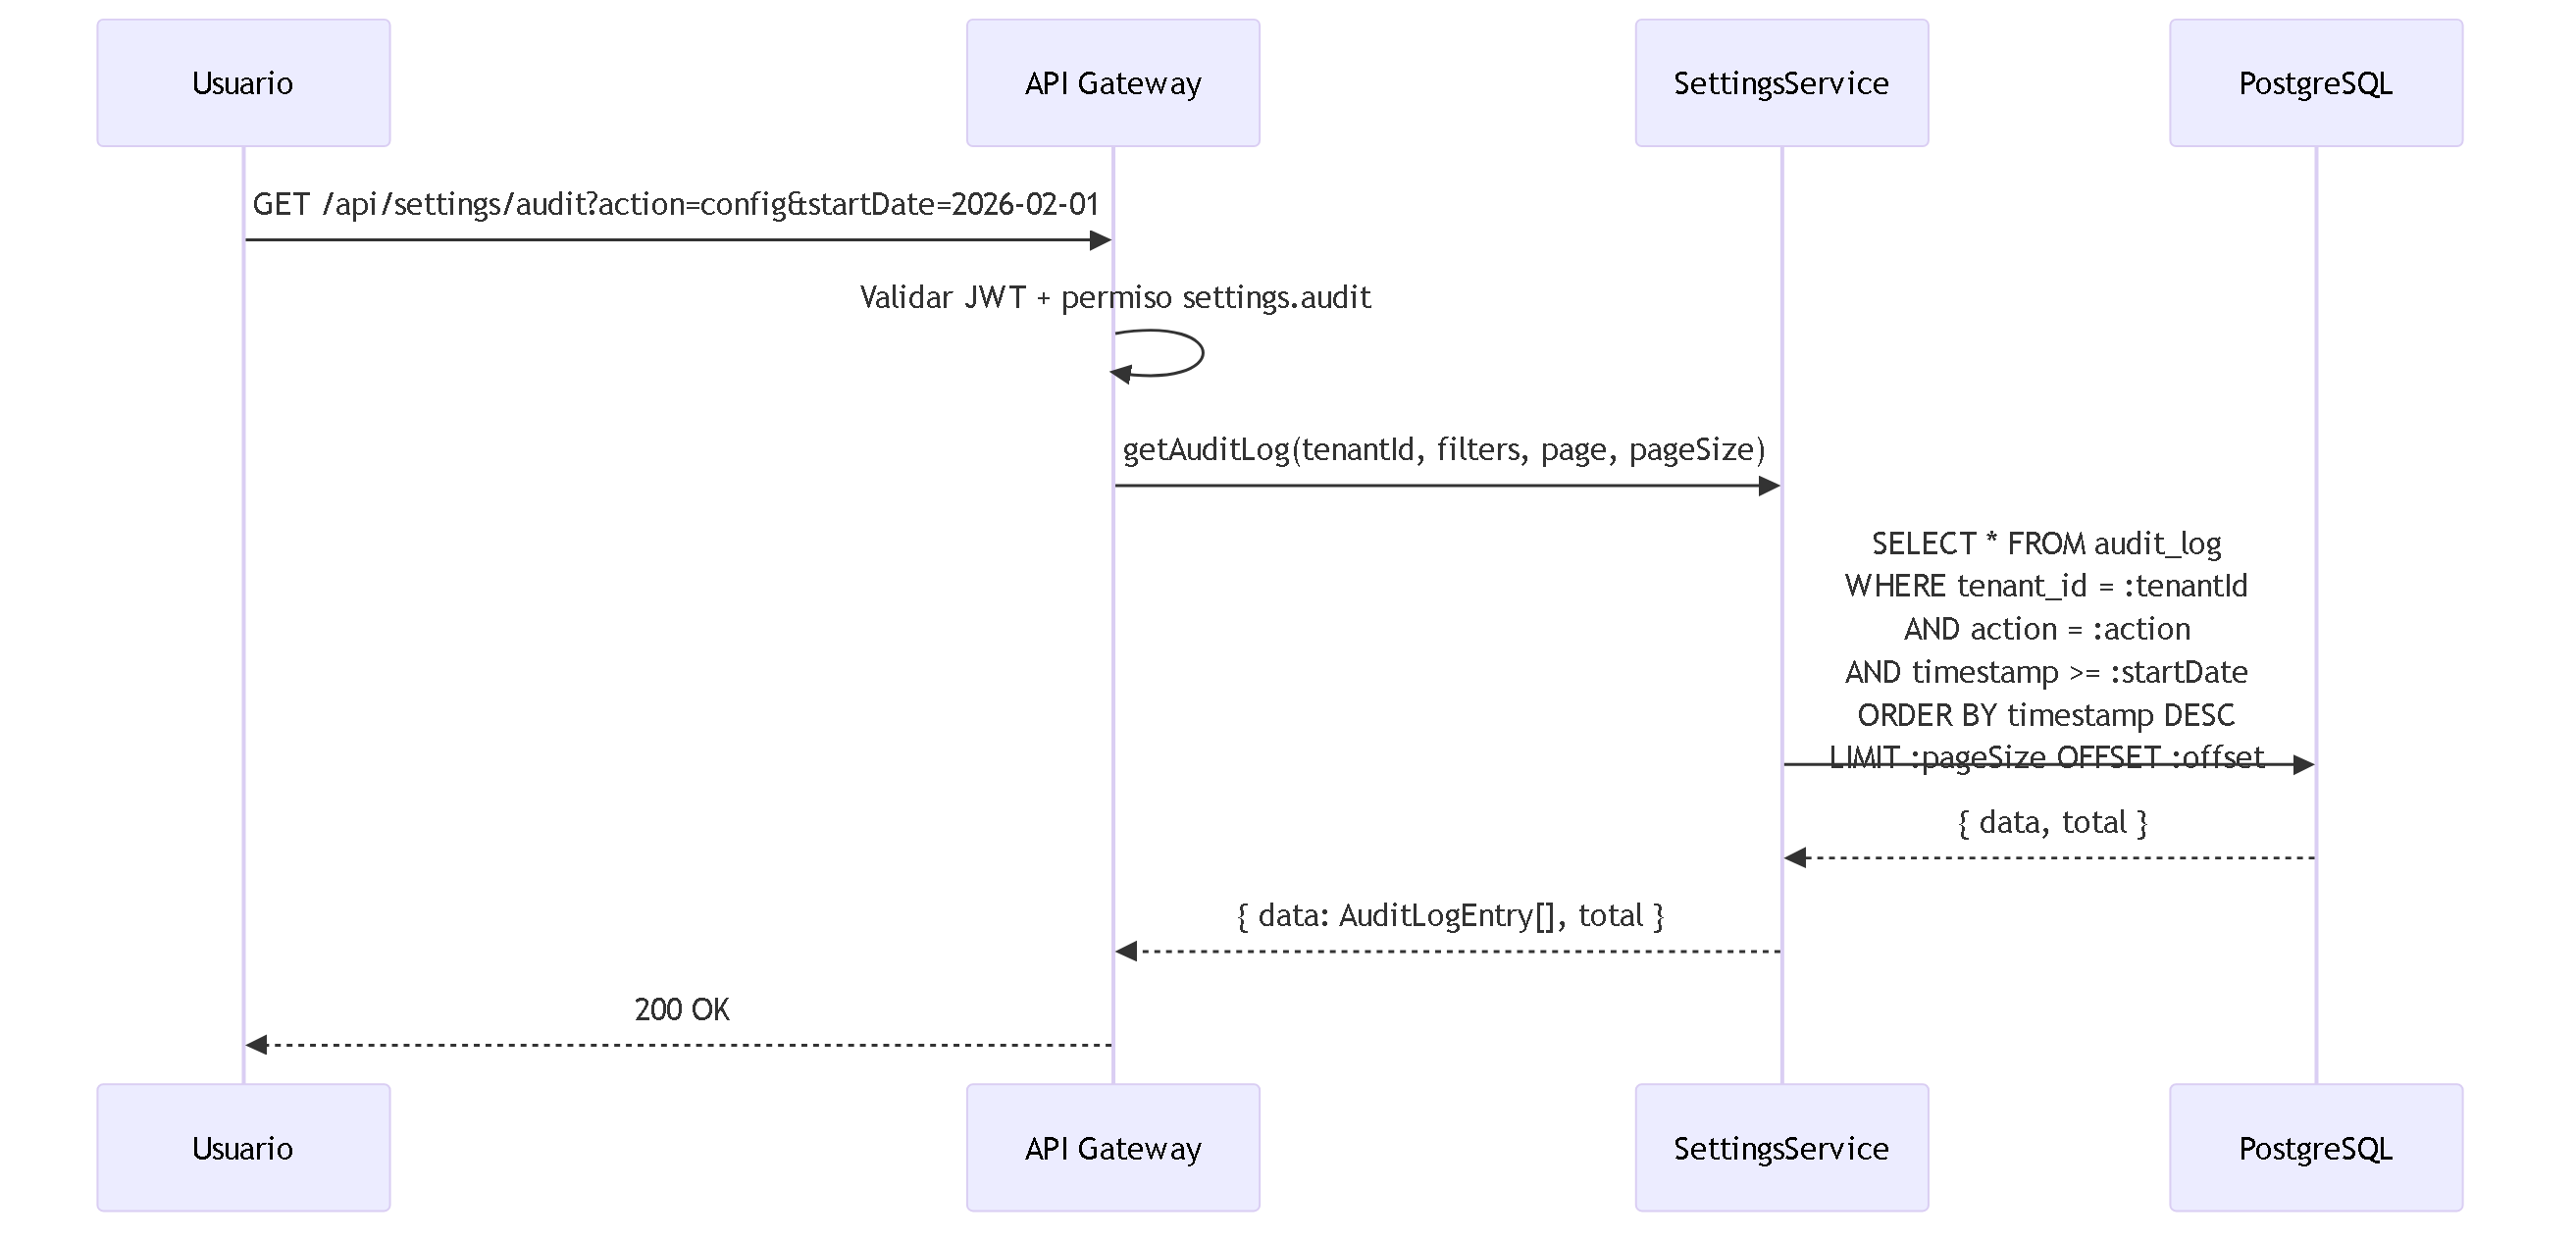 Usuario
API Gateway
SettingsService
PostgreSQL
GET /api/settings/audit?action=config&startDate=2026-02-01
Validar JWT + permiso settings.audit
getAuditLog(tenantId, filters, page, pageSize)
SELECT * FROM audit_log
WHERE tenant_id = :tenantId
AND action = :action
AND timestamp >= :startDate
ORDER BY timestamp DESC
LIMIT :pageSize OFFSET :offset
{ data, total }
{ data: AuditLogEntry[], total }
200 OK
Usuario
API Gateway
SettingsService
PostgreSQL